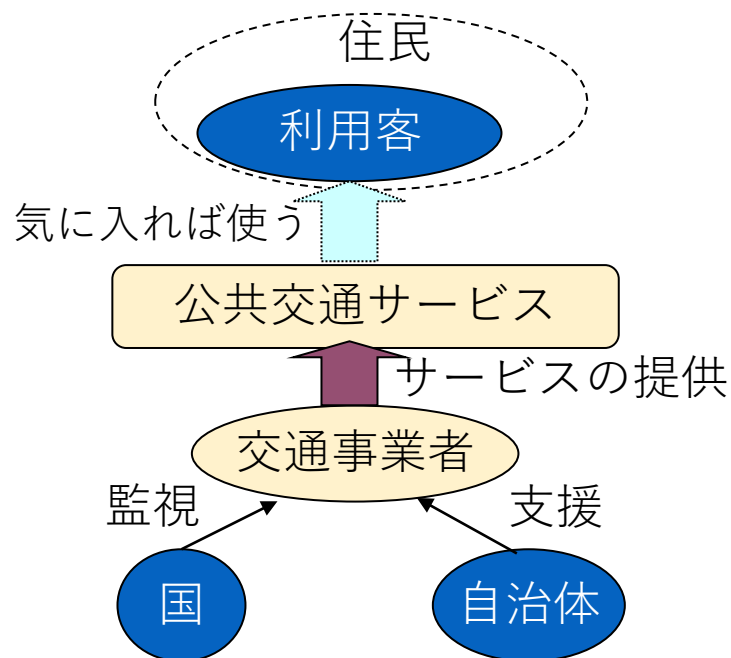 住民
利用客
気に入れば使う
公共交通サービス
サービスの提供
交通事業者
監視
支援
国
自治体